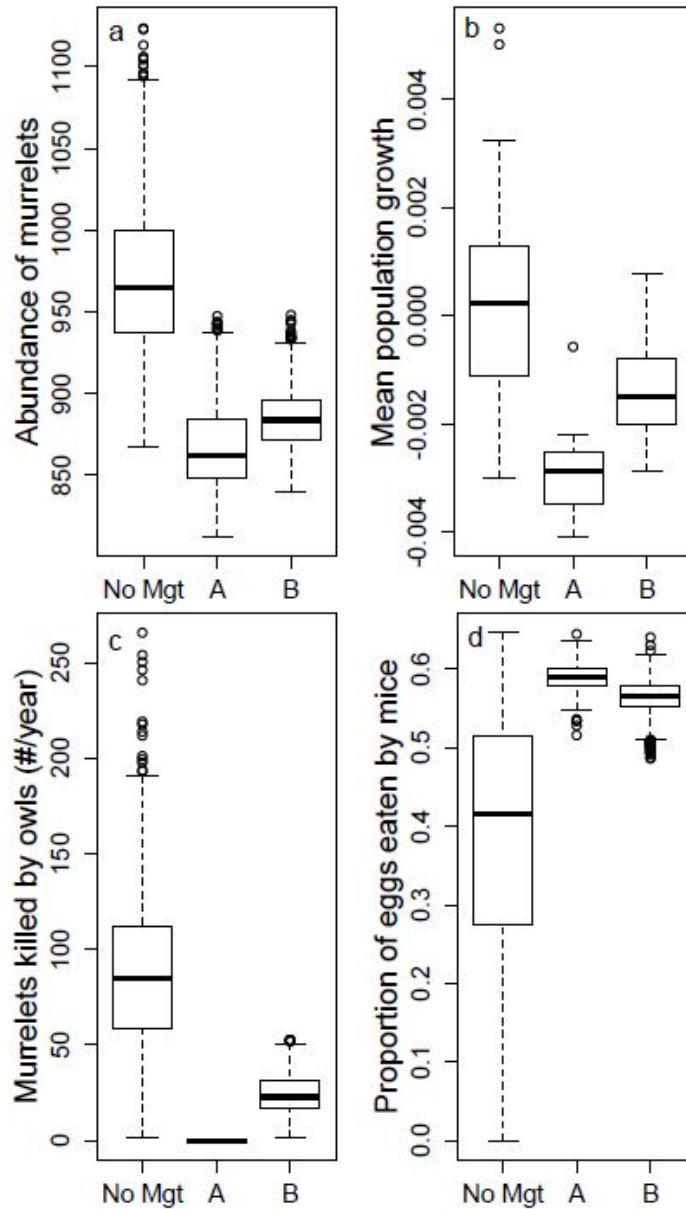 a
Abundance of murrelets
1100
1050
1000
950
900
850
No Mgt A B
b
Mean population growth
0.004
0.002
0.000
-0.002
-0.004
No Mgt A B
c
Murrelets killed by owls (#/year)
250
200
150
100
50
0
No Mgt A B
d
Proportion of eggs eaten by mice
0.6
0.5
0.4
0.3
0.2
0.1
0.0
No Mgt A B